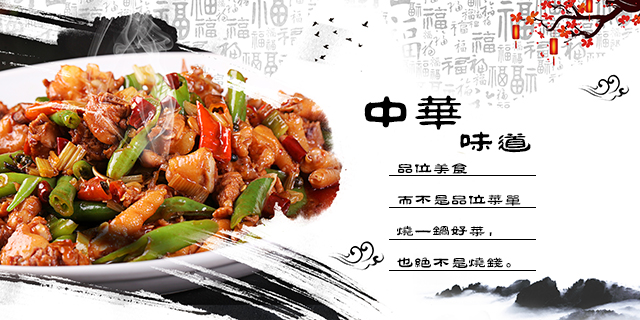 中華
味道
品位美食
而不是品位菜單
燒一鍋好菜，
也絕不是燒錢。